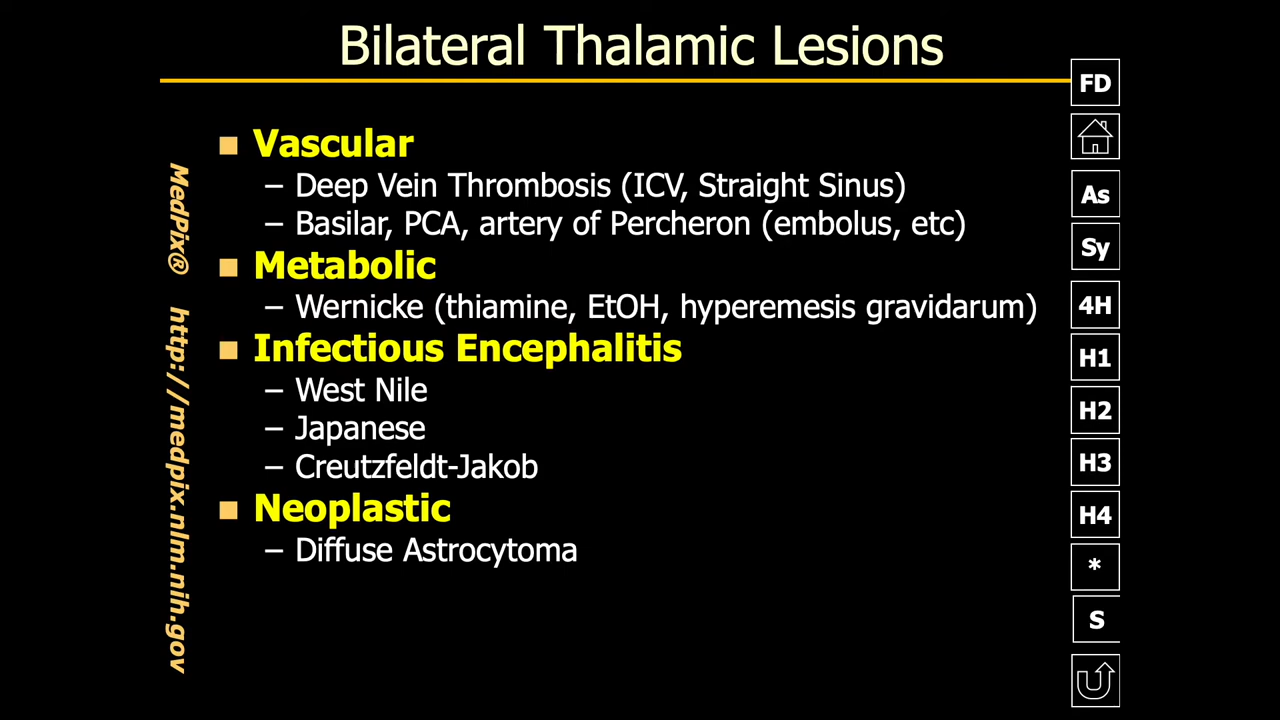 Bilateral Thalamic Lesions
Vascular
– Deep Vein Thrombosis (ICV, Straight Sinus)
– Basilar, PCA, artery of Percheron (embolus, etc)
Metabolic
– Wernicke (thiamine, EtOH, hyperemesis gravidarum)
Infectious Encephalitis
– West Nile
– Japanese
– Creutzfeldt-Jakob
Neoplastic
– Diffuse Astrocytoma
MedPix® http://medpix.nlm.nih.gov
FD
As
Sy
4H
H1
H2
H3
H4
*
S